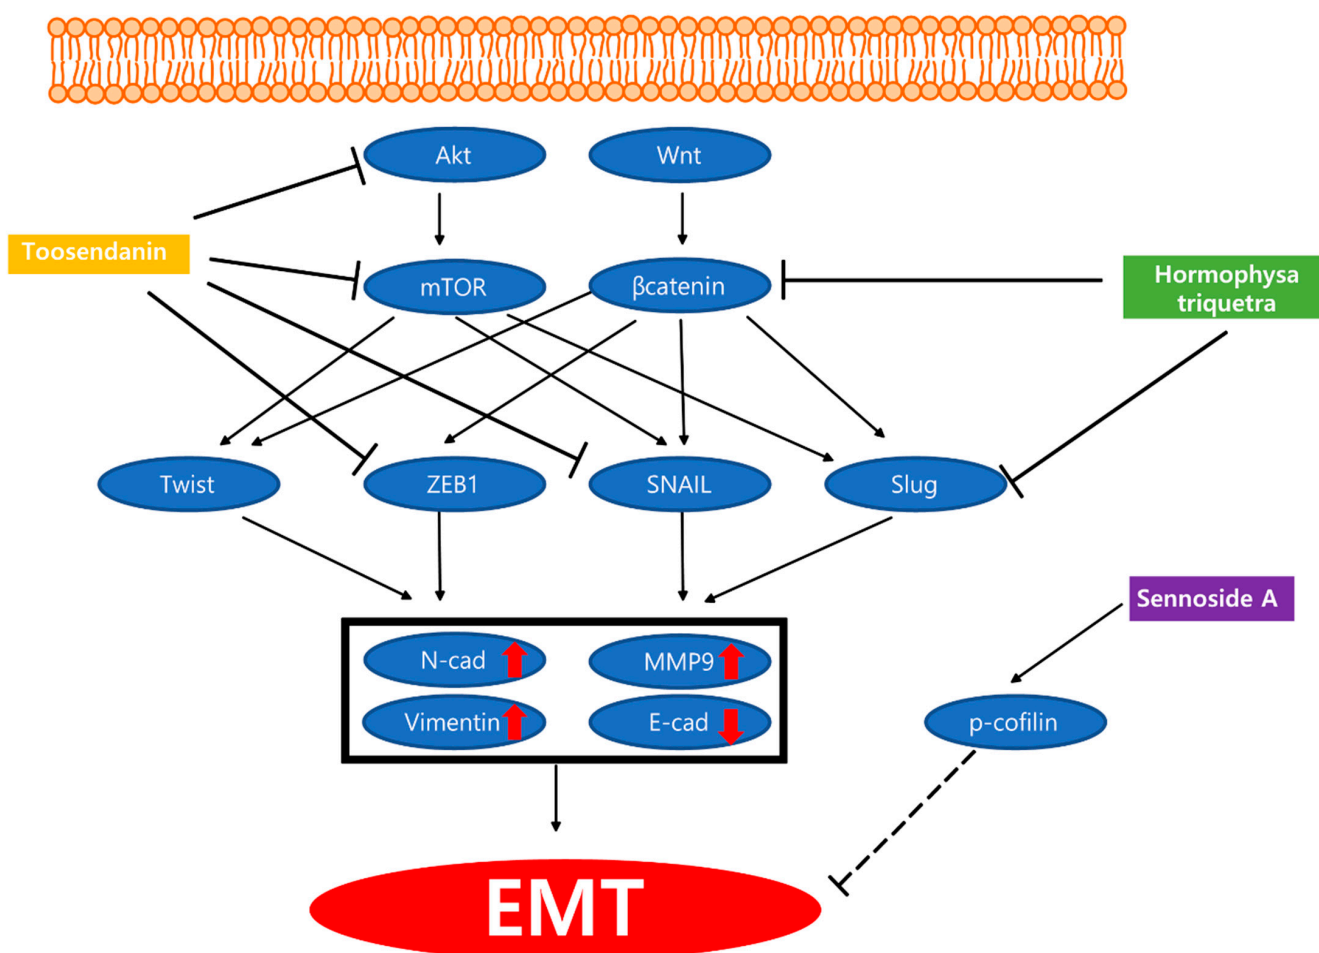 Akt
Wnt
Toosendanin
mTOR
βcatenin
Hormophysa
triquetra
Twist
ZEB1
SNAIL
Slug
Sennoside A
N-cad
MMP9
Vimentin
E-cad
p-cofilin
EMT